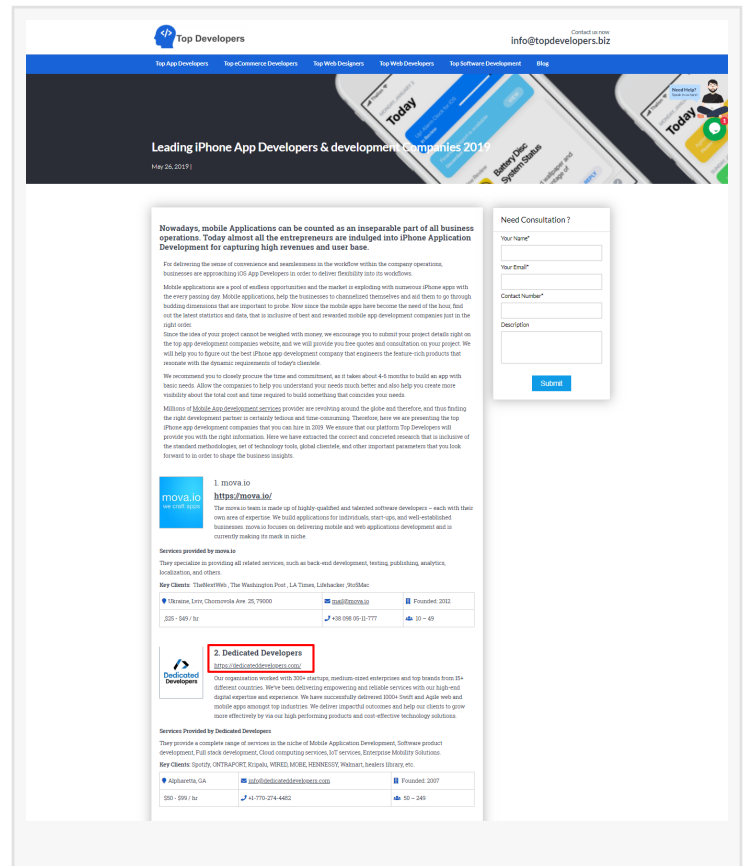 Top Developers
Contact us now
info@topdevelopers.biz
Top App Developers Top eCommerce Developers Top Web Designers Top Web Developers Top Software Development Blog
Need Help?
Today
Today
Battery Disc
System Status
Leading iPhone App Developers & development Companies 2019
May 26, 2019 |
Nowadays, mobile Applications can be counted as an inseparable part of all business
operations. Today almost all the entrepreneurs are indulged into iPhone Application
Development for capturing high revenues and user base.
For delivering the sense of convenience and seamlessness in the workflow within the company operations,
businesses are approaching iOS App Developers in order to deliver flexibility into its workflows.
Mobile applications are a pool of endless opportunities and the market is exploding with numerous iPhone apps with
the every passing day. Mobile applications, help the businesses to channelized themselves and aid them to go through
budding dimensions that are important to probe. Now since the mobile apps have become the need of the hour, find
out the latest statistics and data, that is inclusive of best and rewarded mobile app development companies just in the
right order.
Since the idea of your project cannot be weighed with money, we encourage you to submit your project details right on
the top app development companies website, and we will provide you free quotes and consultation on your project. We
will help you to figure out the best iPhone app development company that engineers the feature-rich products that
resonate with the dynamic requirements of today's clientele.
We recommend you to closely procure the time and commitment, as it takes about 4-6 months to build an app with
basic needs. Allow the companies to help you understand your needs much better and also help you create more
visibility about the total cost and time required to build something that coincides your needs.
Millions of Mobile App development services provider are revolving around the globe and therefore, and thus finding
the right development partner is certainly tedious and time-consuming. Therefore, here we are presenting the top
iPhone app development companies that you can hire in 2019. We ensure that our platform Top Developers will
provide you with the right information. Here we have extracted the correct and concreted research that is inclusive of
the standard methodologies, set of technology tools, global clientele, and other important parameters that you look
forward to in order to shape the business insights.
Need Consultation ?
Your Name*
Your Email*
Contact Number*
Description
Submit
mova.io
we craft apps
1. mova.io
https://mova.io/
The mova.io team is made up of highly-qualified and talented software developers – each with their
own area of expertise. We build applications for individuals, start-ups, and well-established
businesses. mova.io focuses on delivering mobile and web applications development and is
currently making its mark in niche.
Services provided by mova.io
They specialize in providing all related services, such as back-end development, testing, publishing, analytics,
localization, and others.
Key Clients: TheNextWeb , The Washington Post , LA Times, Lifehacker ,9to5Mac
Ukraine, Lviv, Chornovola Ave. 25, 79000 mail@mova.io Founded: 2012
,$25 - $49 / hr +38 098 05-11-777 10 – 49
Dedicated
Developers
2. Dedicated Developers
https://dedicateddevelopers.com/
Our organisation worked with 300+ startups, medium-sized enterprises and top brands from 15+
different countries. We've been delivering empowering and reliable services with our high-end
digital expertise and experience. We have successfully delivered 1000+ Swift and Agile web and
mobile apps amongst top industries. We deliver impactful outcomes and help our clients to grow
more effectively by via our high performing products and cost-effective technology solutions.
Services Provided by Dedicated Developers
They provide a complete range of services in the niche of Mobile Application Development, Software product
development, Full stack development, Cloud computing services, IoT services, Enterprise Mobility Solutions.
Key Clients: Spotify, ONTRAPORT, Kripalu, WIRED, MOBE, HENNESSY, Walmart, healers library, etc.
Alpharetta, GA info@dedicateddevelopers.com Founded: 2007
$50 - $99 / hr +1-770-274-4482 50 – 249